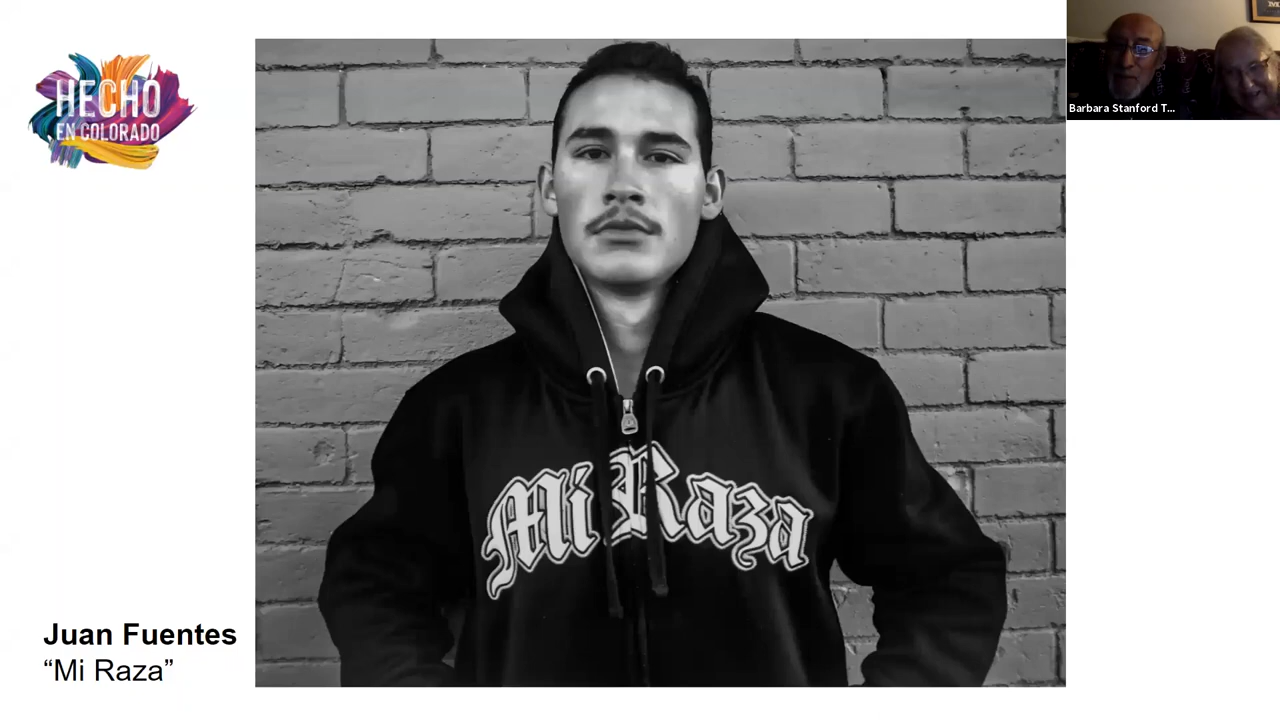 HECHO
EN COLORADO
Barbara Stanford T...
Mi Raza
Juan Fuentes
“Mi Raza”